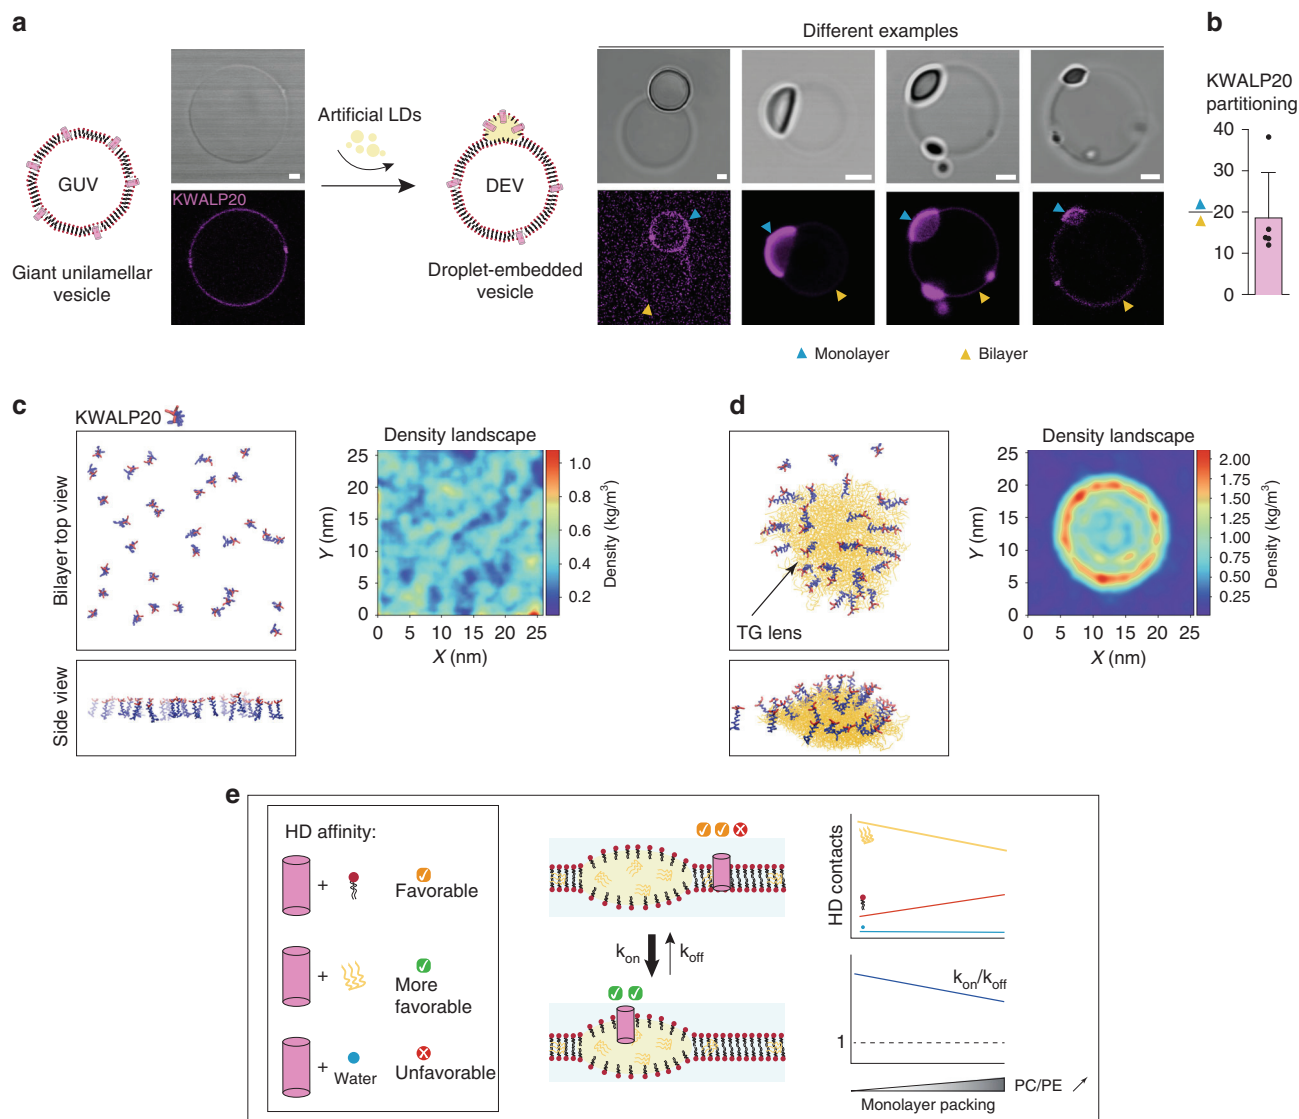 a
Different examples
b
Artificial LDs
KWALP20
partitioning
GUV
KWALP20
DEV
Giant unilamellar
vesicle
Droplet-embedded
vesicle
40
30
20
10
0
Monolayer
Bilayer
c
KWALP20
Bilayer top view
Side view
Density landscape
25
20
15
10
5
0
Y (nm)
0 5 10 15 20 25
X (nm)
1.0
0.8
0.6
0.4
0.2
Density (kg/m³)
d
TG lens
Density landscape
25
20
15
10
5
0
Y (nm)
0 5 10 15 20 25
X (nm)
2.00
1.75
1.50
1.25
1.00
0.75
0.50
0.25
Density (kg/m³)
e
HD affinity:
+
Favorable
+
More
favorable
+
Water
Unfavorable
kon
koff
HD contacts
kon/koff
1
PC/PE
Monolayer packing